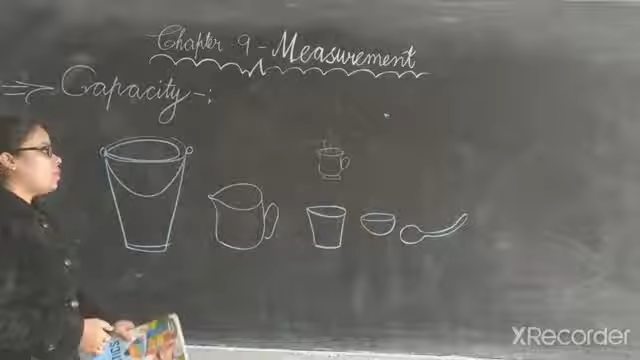 Chapter 9 - Measurement
⇒ Capacity -:
XRecorder